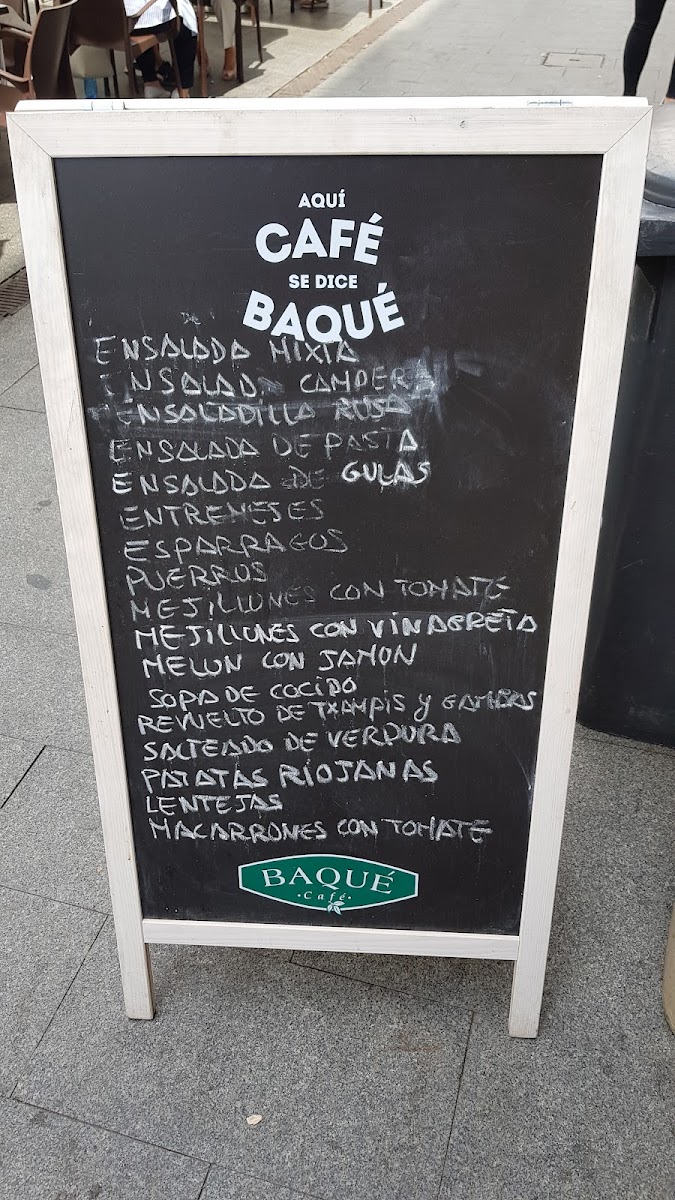 AQUÍ
CAFÉ
SE DICE
BAQUÉ
ENSALADA MIXTA
ENSALADA CAMPERA
ENSALADILLA RUSA
ENSALADA DE PASTA
ENSALADA DE GULAS
ENTREMESES
ESPARRAGOS
PUERROS
MEJILLONES CON TOMATE
MEJILLONES CON VINAGRETA
MELON CON JAMON
SOPA DE COCIDO
REVUELTO DE TXAMPIS Y GAMBAS
SALTEADO DE VERDURA
PATATAS RIOJANAS
LENTEJAS
MACARRONES CON TOMATE
BAQUÉ
·Café·